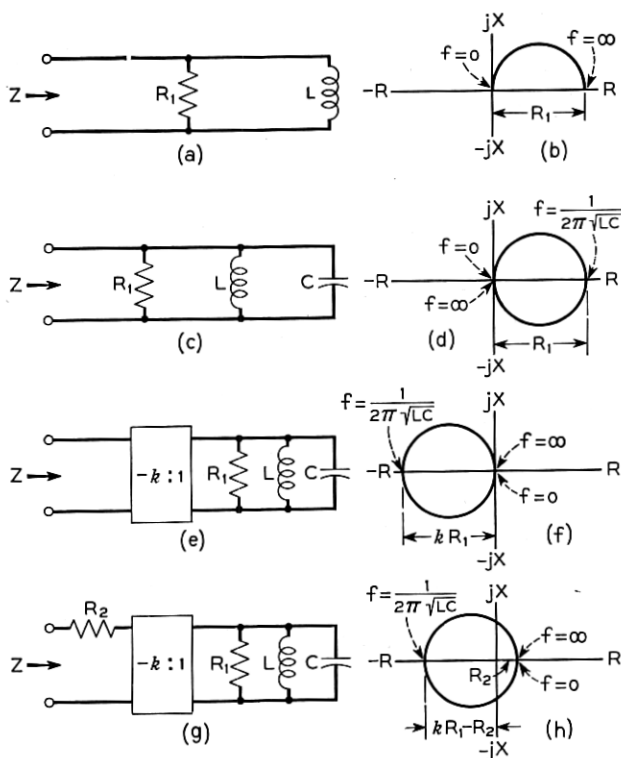 jX
f=0
f=∞
Z
R₁
L
-R
R
R₁
-jX
(a)
(b)
jX
f= 1/2π√LC
f=0
Z
R₁
L
C
-R
R
f=∞
(c)
(d)
R₁
-jX
f= 1/2π√LC
jX
f=∞
Z
-k:1
R₁
L
C
-R
R
f=0
kR₁
(e)
(f)
-jX
R₂
f= 1/2π√LC
jX
f=∞
Z
-k:1
R₁
L
C
-R
R₂
R
f=0
kR₁-R₂
(g)
(h)
-jX